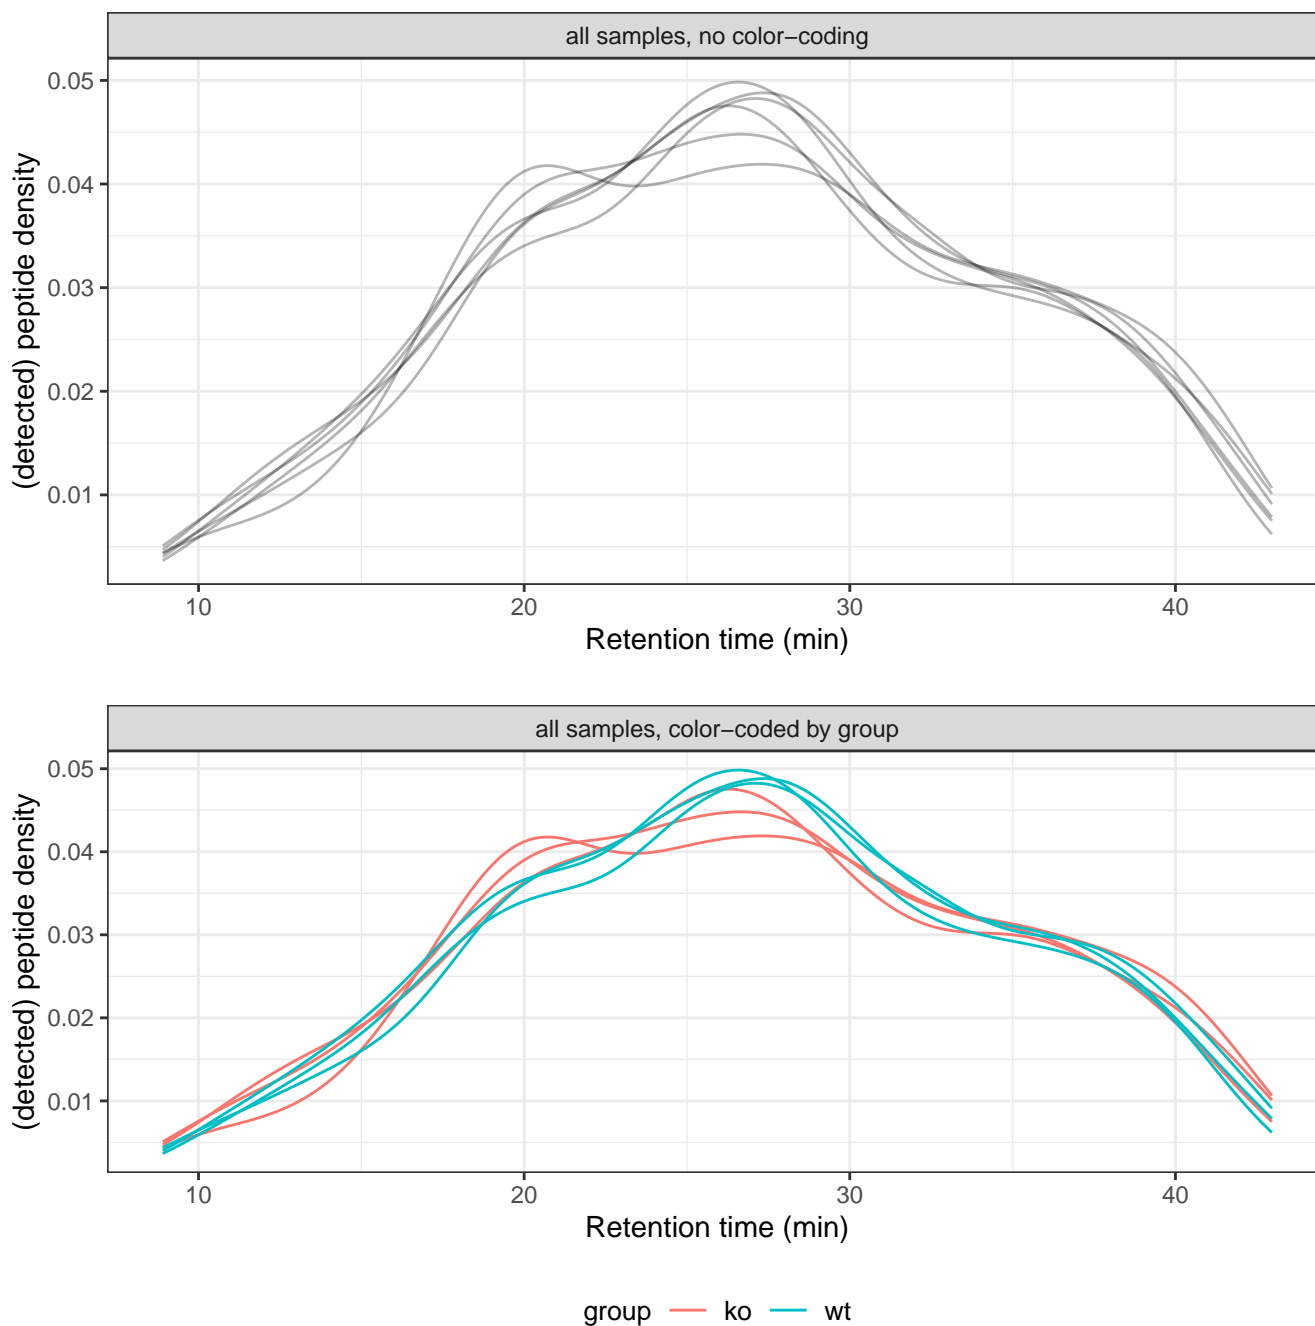 all samples, no color−coding
(detected) peptide density
0.05
0.04
0.03
0.02
0.01
10 20 30 40
Retention time (min)
all samples, color−coded by group
(detected) peptide density
0.05
0.04
0.03
0.02
0.01
10 20 30 40
Retention time (min)
group ko wt